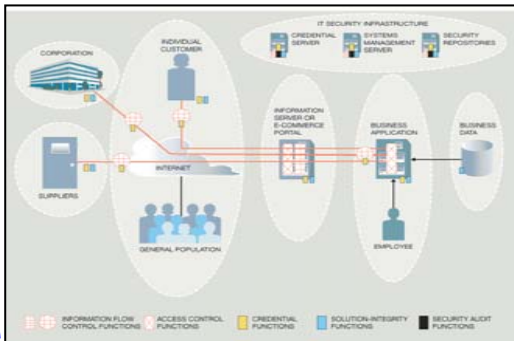 IT SECURITY INFRASTRUCTURE
CREDENTIAL
SERVER
SYSTEMS
MANAGEMENT
SERVER
SECURITY
REPOSITORIES
CORPORATION
INDIVIDUAL
CUSTOMER
INFORMATION
SERVER OR
E-COMMERCE
PORTAL
BUSINESS
APPLICATION
BUSINESS
DATA
INTERNET
SUPPLIERS
GENERAL POPULATION
EMPLOYEE
INFORMATION FLOW
CONTROL FUNCTIONS
ACCESS CONTROL
FUNCTIONS
CREDENTIAL
FUNCTIONS
SOLUTION-INTEGRITY
FUNCTIONS
SECURITY AUDIT
FUNCTIONS